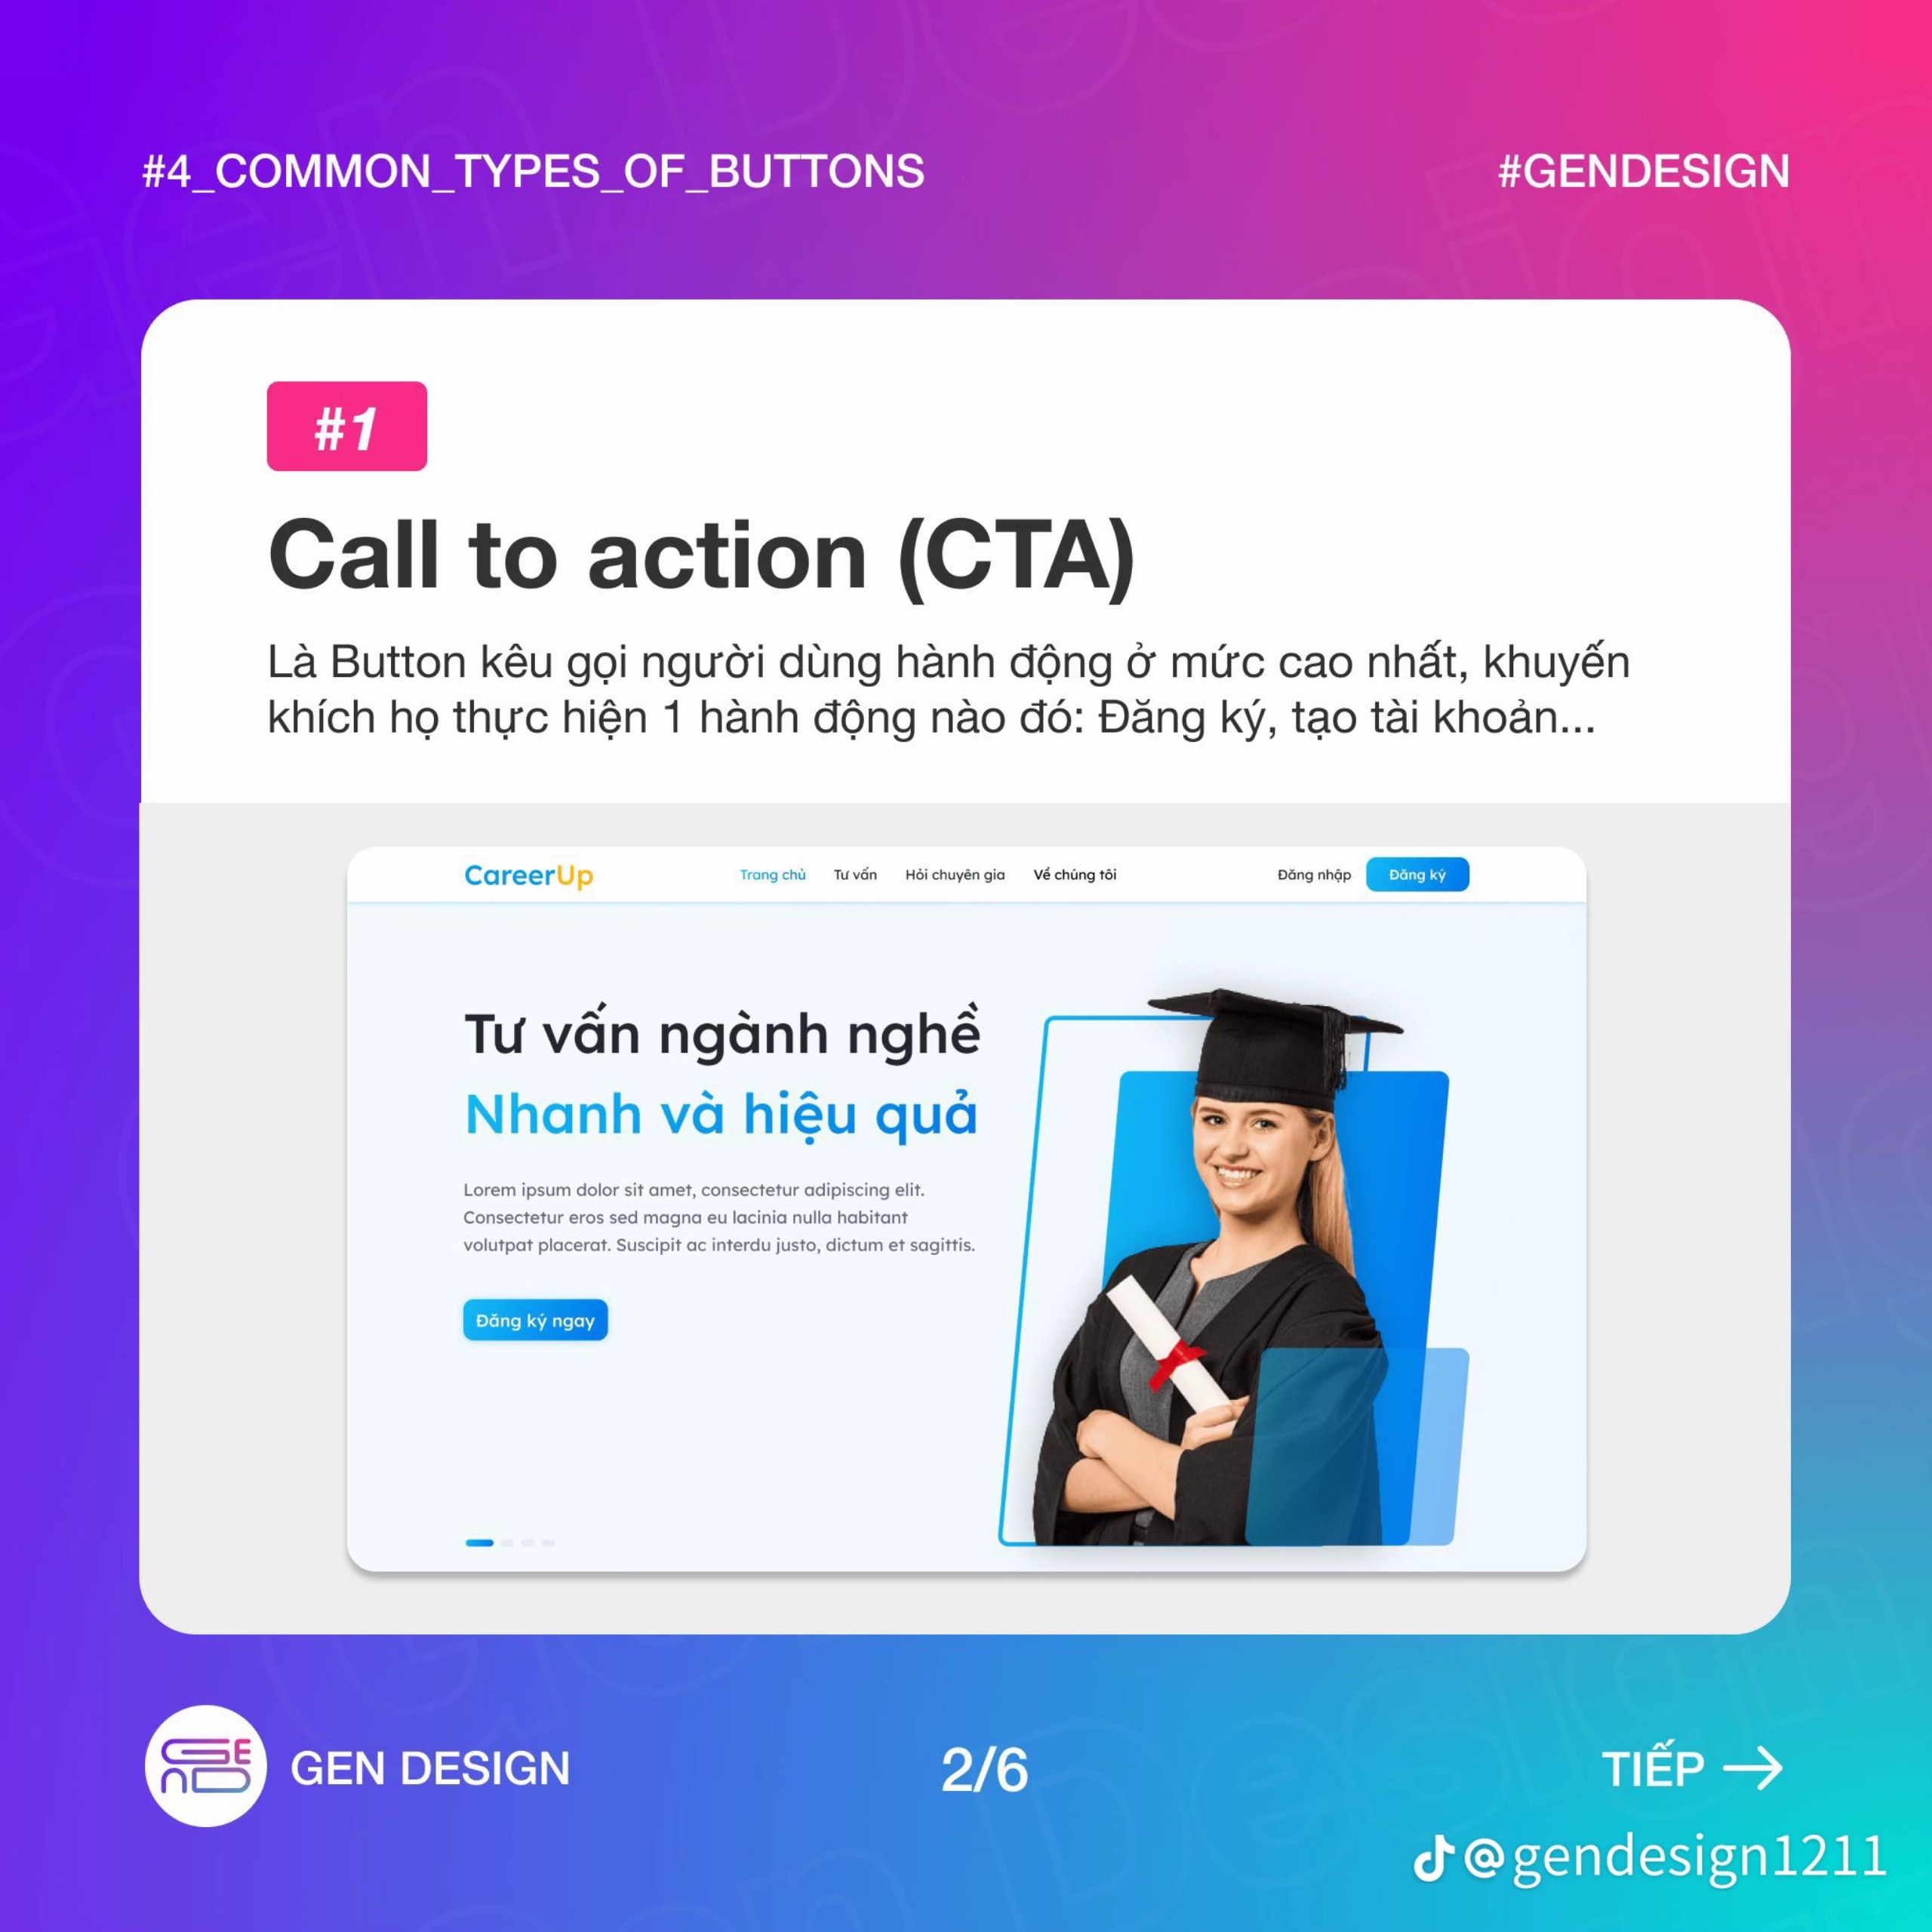 #4_COMMON_TYPES_OF_BUTTONS
#GENDESIGN
#1
Call to action (CTA)
Là Button kêu gọi người dùng hành động ở mức cao nhất, khuyến
khích họ thực hiện 1 hành động nào đó: Đăng ký, tạo tài khoản...
CareerUp
Trang chủ
Tư vấn
Hỏi chuyên gia
Về chúng tôi
Đăng nhập
Đăng ký
Tư vấn ngành nghề
Nhanh và hiệu quả
Lorem ipsum dolor sit amet, consectetur adipiscing elit.
Consectetur eros sed magna eu lacinia nulla habitant
volutpat placerat. Suscipit ac interdu justo, dictum et sagittis.
Đăng ký ngay
GEN DESIGN
2/6
TIẾP →
@gendesign1211